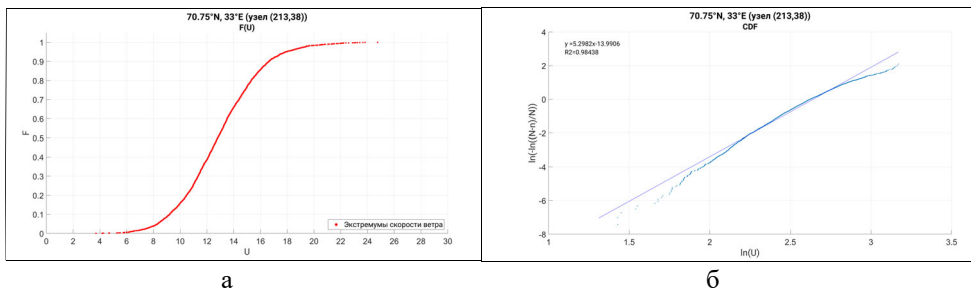 70.75°N, 33°E (узел (213,38))
F(U)
1
0.9
0.8
0.7
0.6
0.5
0.4
0.3
0.2
0.1
0
F
0 2 4 6 8 10 12 14 16 18 20 22 24 26 28 30
U
Экстремумы скорости ветра
а
70.75°N, 33°E (узел (213,38))
CDF
y =5.2982x-13.9906
R2=0.98438
4
2
0
-2
-4
-6
-8
ln(-ln((N-n)/N))
1 1.5 2 2.5 3 3.5
ln(U)
б